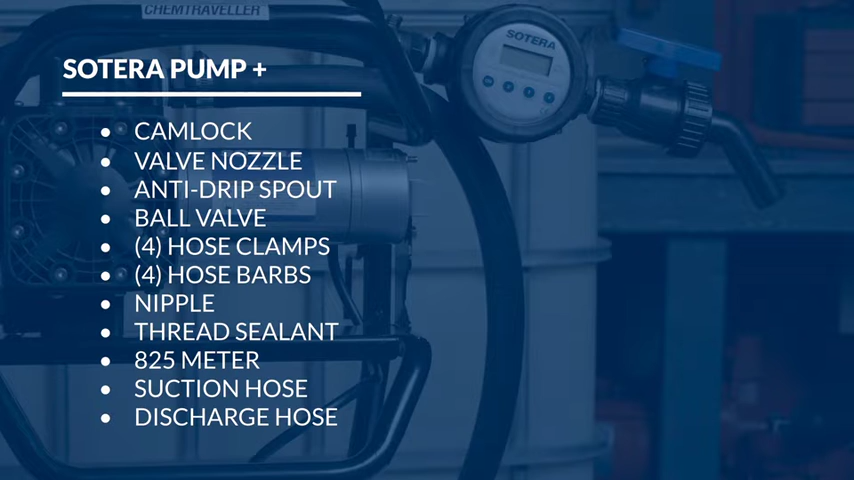 CHEMTRAVELLER
SOTERA
SOTERA PUMP +
• CAMLOCK
• VALVE NOZZLE
• ANTI-DRIP SPOUT
• BALL VALVE
• (4) HOSE CLAMPS
• (4) HOSE BARBS
• NIPPLE
• THREAD SEALANT
• 825 METER
• SUCTION HOSE
• DISCHARGE HOSE